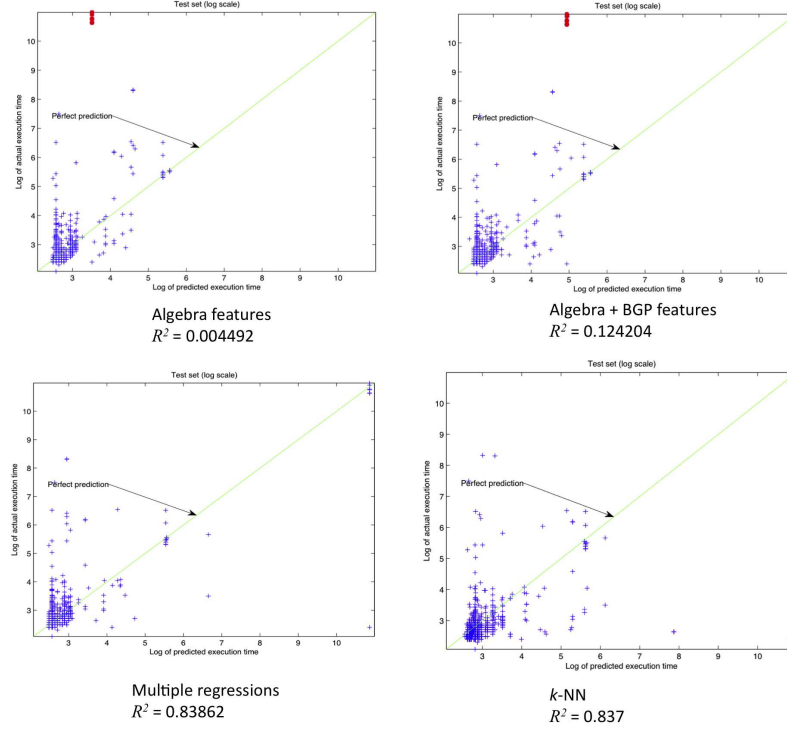 Test set (log scale)
Log of actual execution time
10
9
8
7
6
5
4
3
Perfect prediction
3 4 5 6 7 8 9 10
Log of predicted execution time
Algebra features
R² = 0.004492
Test set (log scale)
Log of actual execution time
10
9
8
7
6
5
4
3
Perfect prediction
3 4 5 6 7 8 9 10
Log of predicted execution time
Algebra + BGP features
R² = 0.124204
Test set (log scale)
Log of actual execution time
10
9
8
7
6
5
4
3
Perfect prediction
3 4 5 6 7 8 9 10
Log of predicted execution time
Multiple regressions
R² = 0.83862
Test set (log scale)
Log of actual execution time
10
9
8
7
6
5
4
3
Perfect prediction
3 4 5 6 7 8 9 10
Log of predicted execution time
k-NN
R² = 0.837